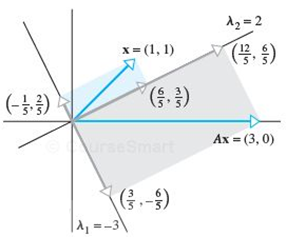 λ₂ = 2
x = (1, 1)
(12/5, 6/5)
(-1/5, 2/5)
(6/5, 3/5)
© CourseSmart
Ax = (3, 0)
(3/5, -6/5)
λ₁ = -3